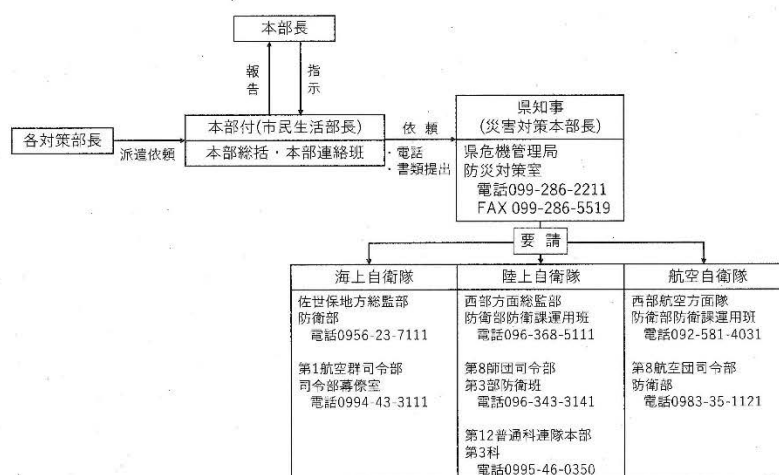 本部長
報告
指示
各対策部長
派遣依頼
本部付(市民生活部長)
本部総括・本部連絡班
依頼
・電話
・書類提出
県知事
(災害対策本部長)
県危機管理局
防災対策室
電話099-286-2211
FAX 099-286-5519
要請
海上自衛隊
佐世保地方総監部
防衛部
電話0956-23-7111
第1航空群司令部
司令部幕僚室
電話0994-43-3111
陸上自衛隊
西部方面総監部
防衛部防衛課運用班
電話096-368-5111
第8師団司令部
第3部防衛班
電話096-343-3141
第12普通科連隊本部
第3科
電話0995-46-0350
航空自衛隊
西部航空方面隊
防衛部防衛課運用班
電話092-581-4031
第8航空団司令部
防衛部
電話0983-35-1121